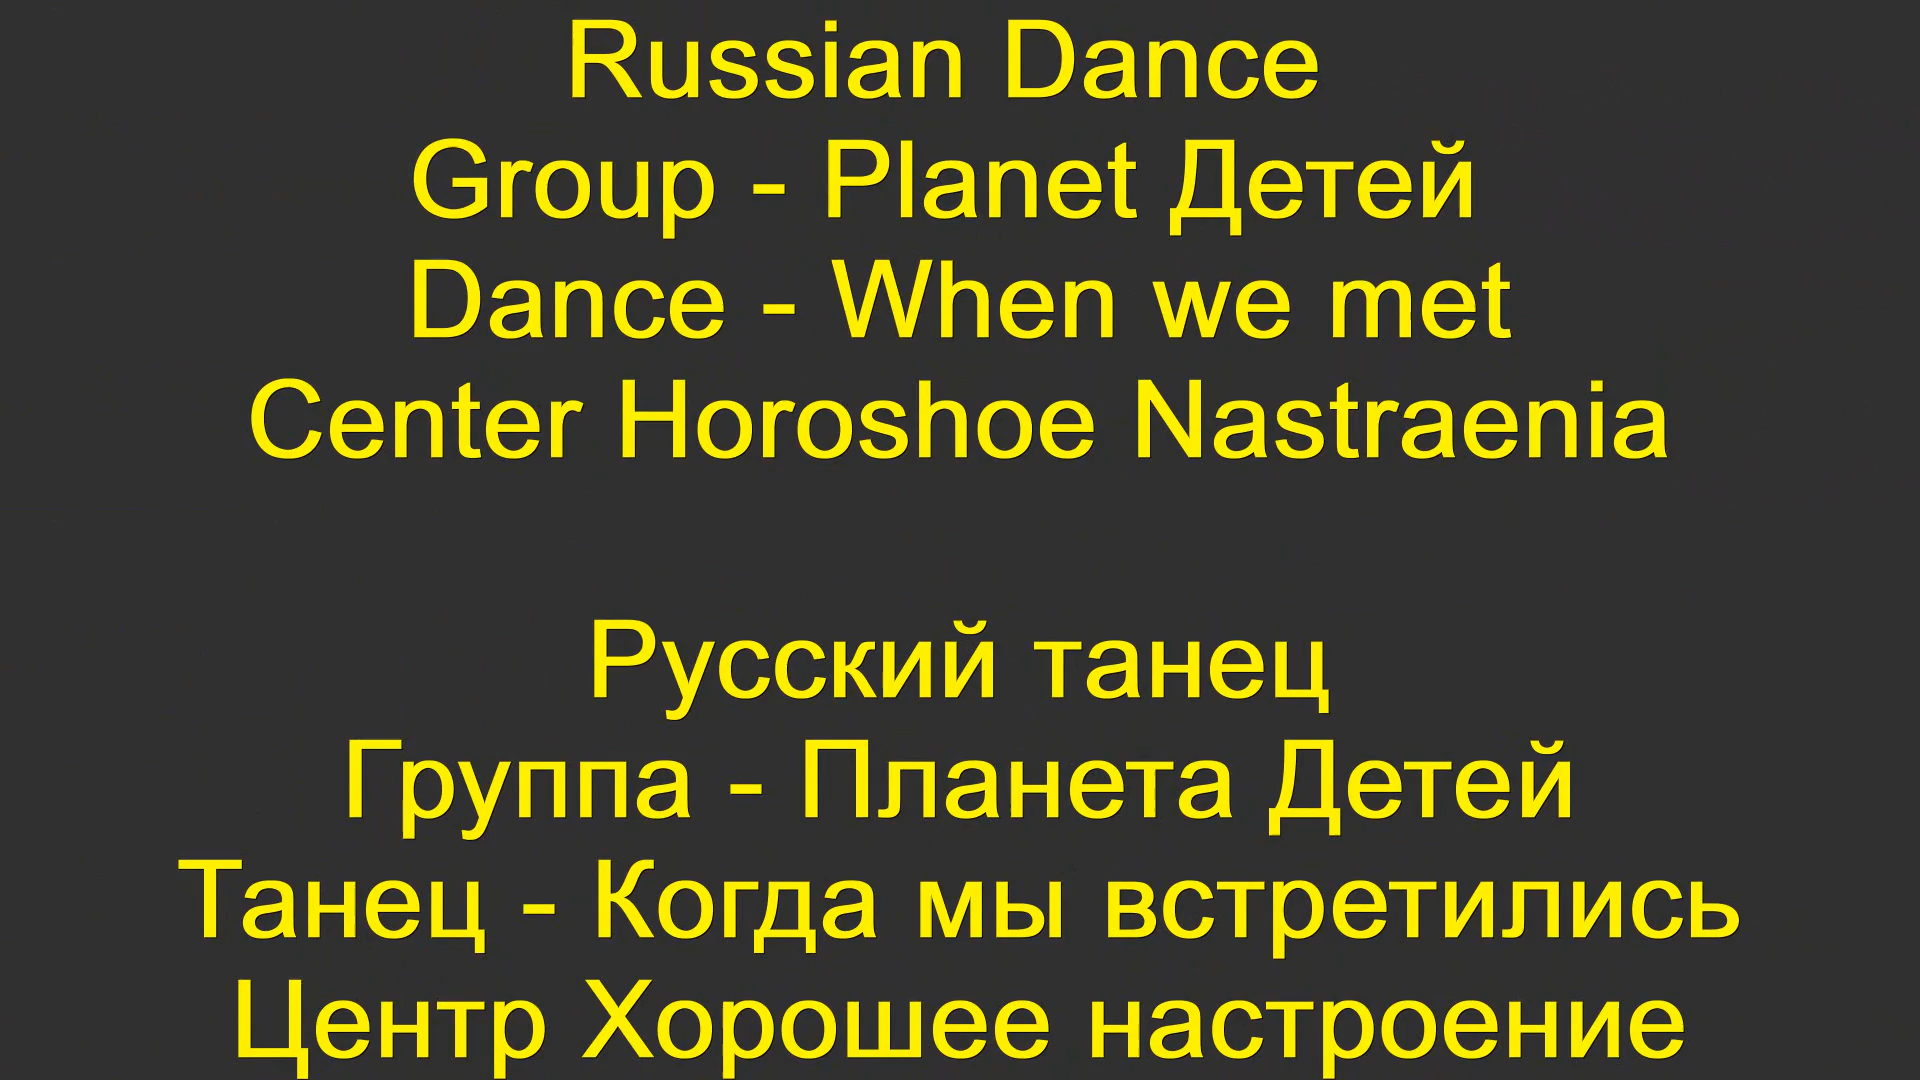 Russian Dance
Group - Planet Детей
Dance - When we met
Center Horoshoe Nastraenia
Русский танец
Группа - Планета Детей
Танец - Когда мы встретились
Центр Хорошее настроение